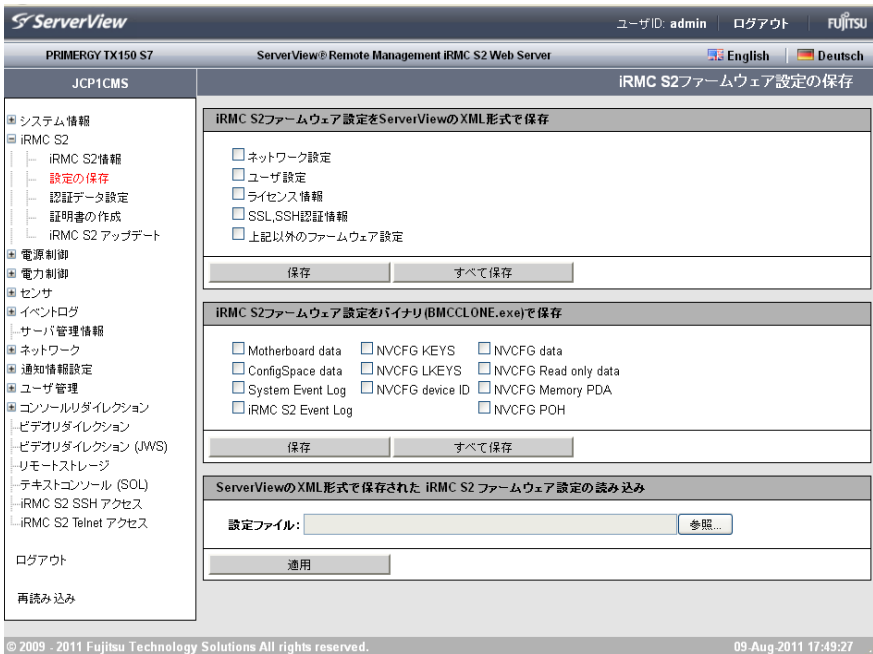 ServerView
ユーザID: admin ログアウト FUJITSU
PRIMERGY TX150 S7 ServerView® Remote Management iRMC S2 Web Server English Deutsch
JCP1CMS iRMC S2ファームウェア設定の保存
システム情報
iRMC S2
iRMC S2情報
設定の保存
認証データ設定
証明書の作成
iRMC S2 アップデート
電源制御
電力制御
センサ
イベントログ
サーバ管理情報
ネットワーク
通知情報設定
ユーザ管理
コンソールリダイレクション
ビデオリダイレクション
ビデオリダイレクション (JWS)
リモートストレージ
テキストコンソール (SOL)
iRMC S2 SSH アクセス
iRMC S2 Telnet アクセス
ログアウト
再読み込み
iRMC S2ファームウェア設定をServerViewのXML形式で保存
ネットワーク設定
ユーザ設定
ライセンス情報
SSL,SSH認証情報
上記以外のファームウェア設定
保存 すべて保存
iRMC S2ファームウェア設定をバイナリ(BMCCLONE.exe)で保存
Motherboard data NVCFG KEYS NVCFG data
ConfigSpace data NVCFG LKEYS NVCFG Read only data
System Event Log NVCFG device ID NVCFG Memory PDA
iRMC S2 Event Log NVCFG POH
保存 すべて保存
ServerViewのXML形式で保存された iRMC S2 ファームウェア設定の読み込み
設定ファイル: 参照...
適用
© 2009 - 2011 Fujitsu Technology Solutions All rights reserved. 09-Aug-2011 17:49:27